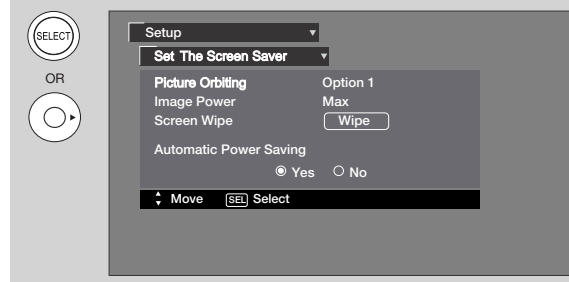 SELECT
OR
Setup
Set The Screen Saver
Picture Orbiting Option 1
Image Power Max
Screen Wipe Wipe
Automatic Power Saving
Yes No
Move SEL Select